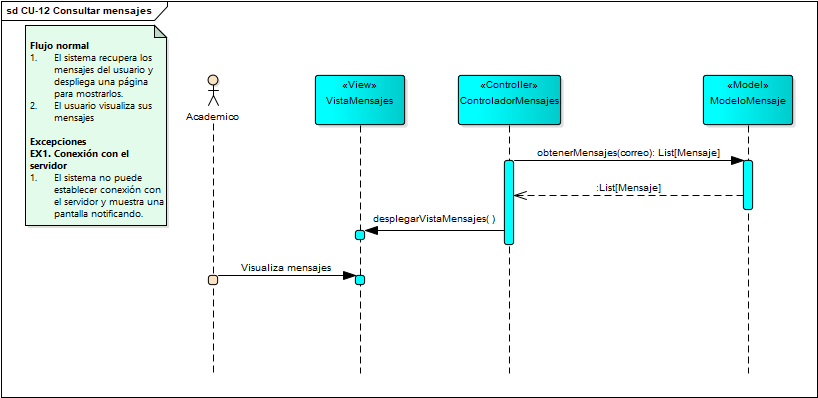 sd CU-12 Consultar mensajes
Flujo normal
1. El sistema recupera los
mensajes del usuario y
despliega una página
para mostrarlos.
2. El usuario visualiza sus
mensajes
Excepciones
EX1. Conexión con el
servidor
1. El sistema no puede
establecer conexión con
el servidor y muestra una
pantalla notificando.
Academico
«View»
VistaMensajes
«Controller»
ControladorMensajes
«Model»
ModeloMensaje
obtenerMensajes(correo): List[Mensaje]
:List[Mensaje]
desplegarVistaMensajes( )
Visualiza mensajes